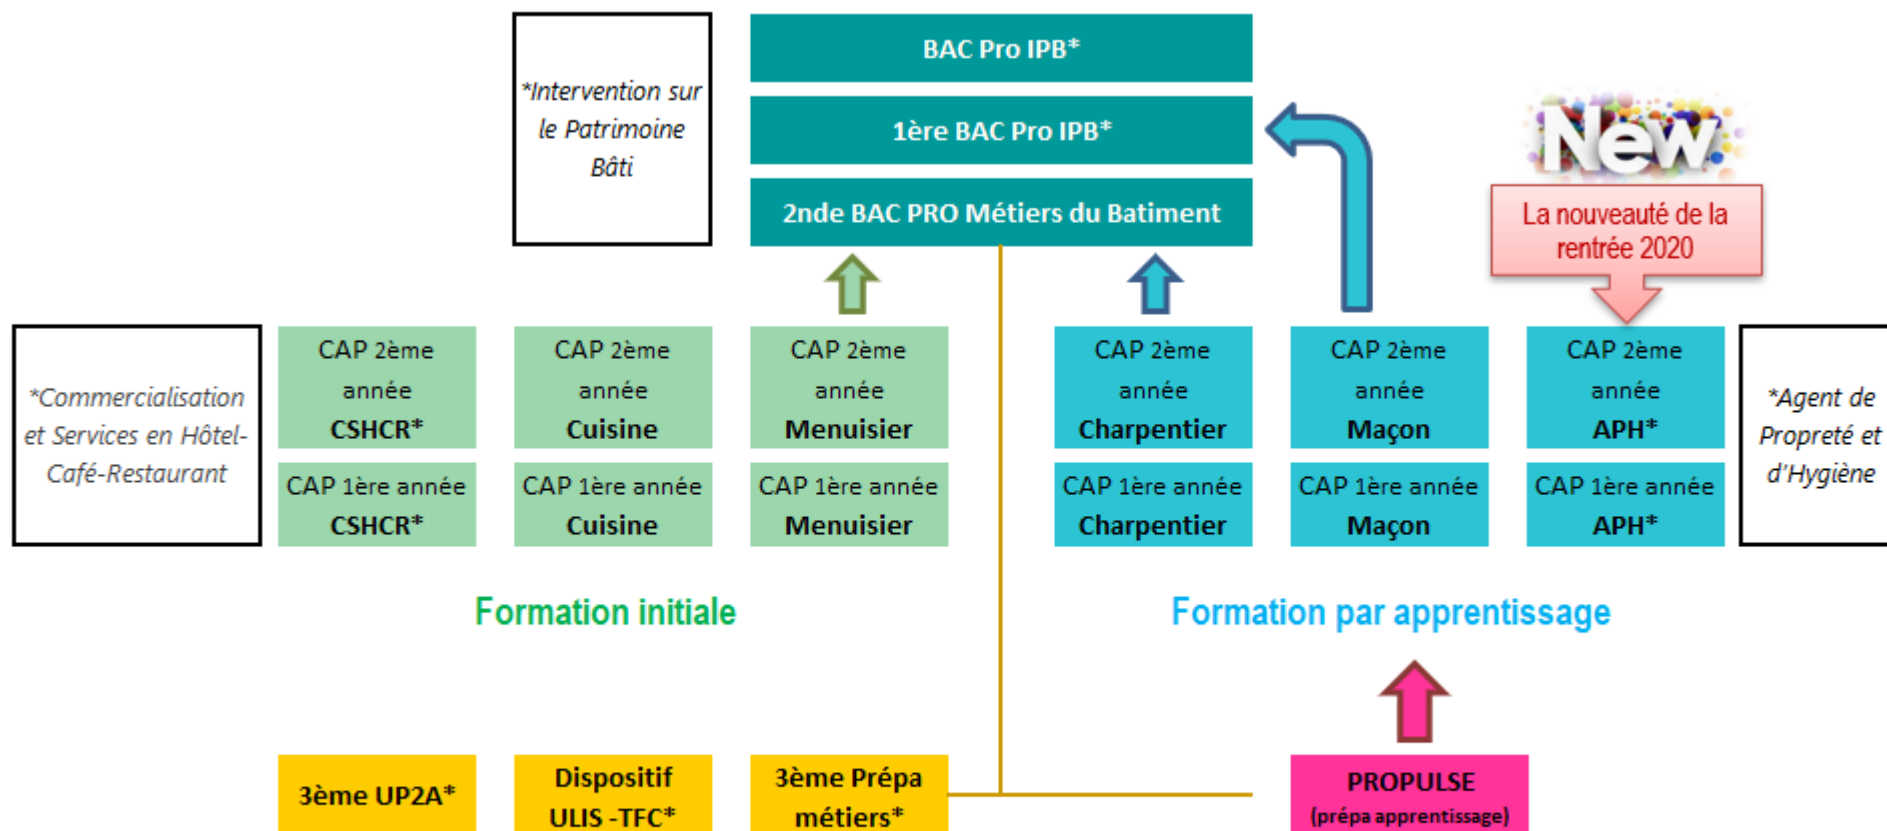 BAC Pro IPB*
*Intervention sur
le Patrimoine
Bâti
1ère BAC Pro IPB*
2nde BAC PRO Métiers du Batiment
New
La nouveauté de la
rentrée 2020
*Commercialisation
et Services en Hôtel-
Café-Restaurant
CAP 2ème
année
CSHCR*
CAP 2ème
année
Cuisine
CAP 2ème
année
Menuisier
CAP 2ème
année
Charpentier
CAP 2ème
année
Maçon
CAP 2ème
année
APH*
*Agent de
Propreté et
d'Hygiène
CAP 1ère année
CSHCR*
CAP 1ère année
Cuisine
CAP 1ère année
Menuisier
CAP 1ère année
Charpentier
CAP 1ère année
Maçon
CAP 1ère année
APH*
Formation initiale
Formation par apprentissage
3ème UP2A*
Dispositif
ULIS -TFC*
3ème Prépa
métiers*
PROPULSE
(prépa apprentissage)